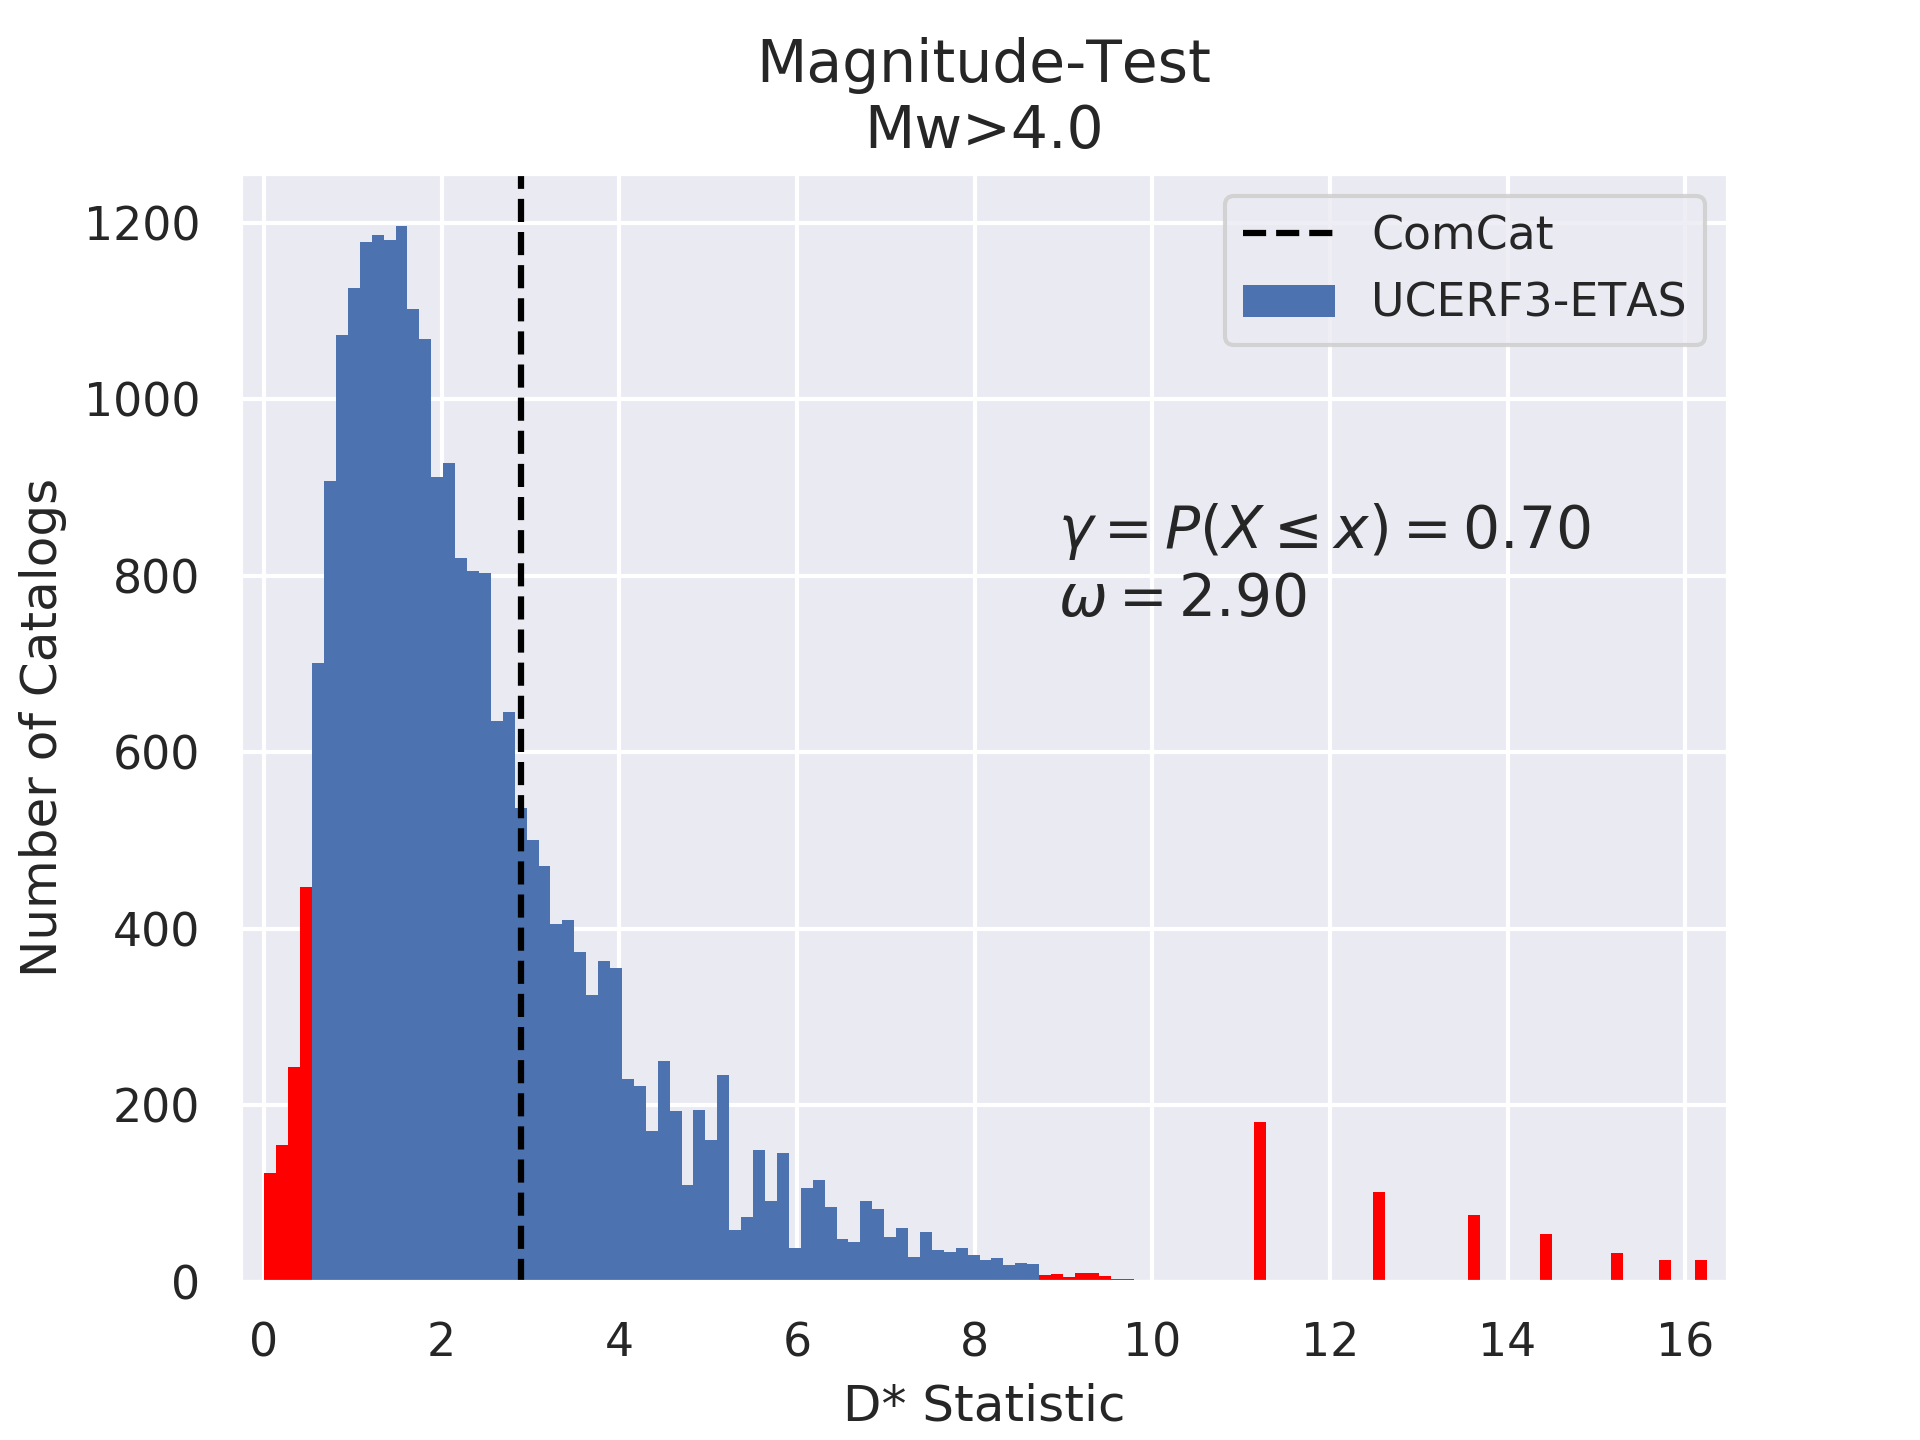 Magnitude-Test
Mw>4.0
1200
1000
800
600
400
200
0
Number of Catalogs
ComCat
UCERF3-ETAS
γ = P(X ≤ x) = 0.70
ω = 2.90
0 2 4 6 8 10 12 14 16
D* Statistic